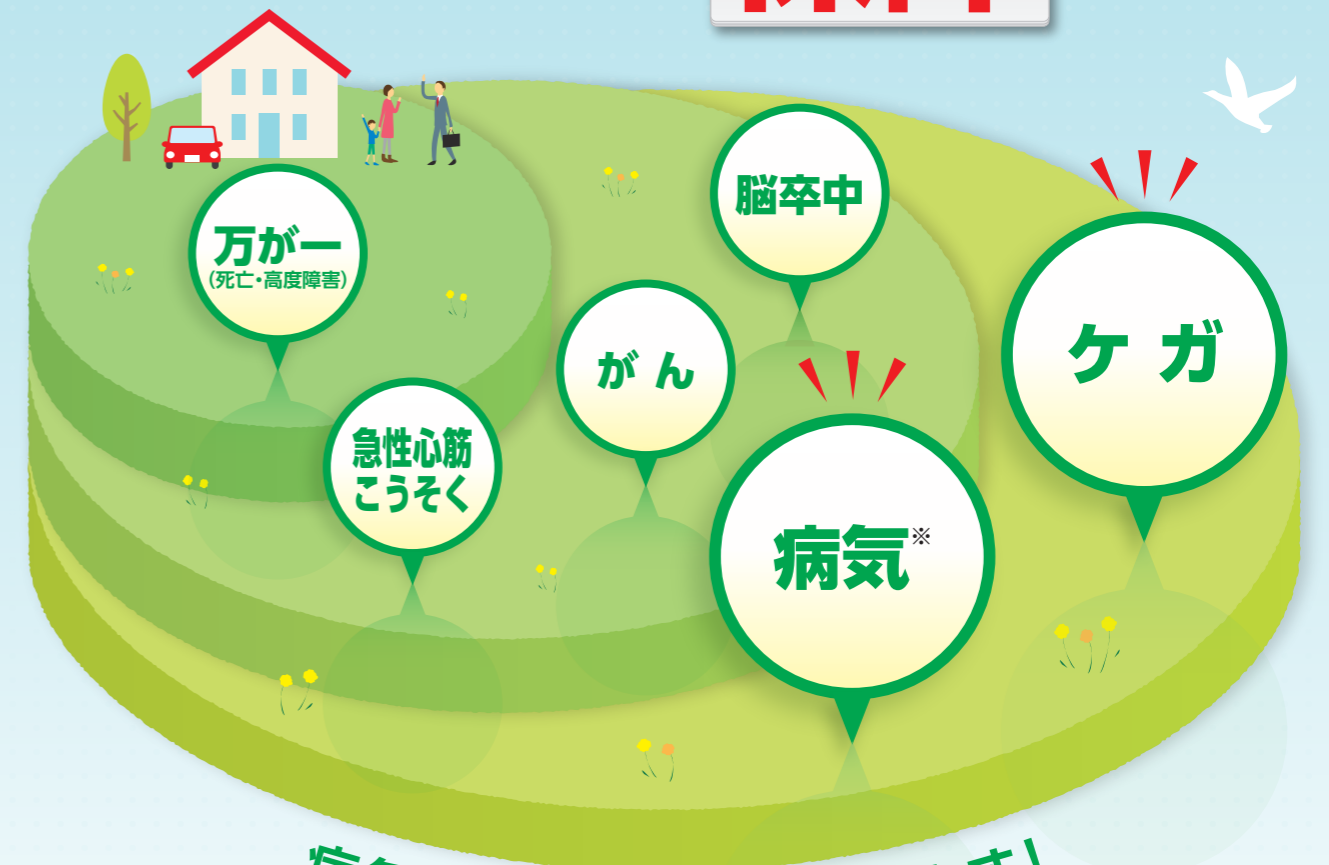 万が一
(死亡・高度障害)
脳卒中
ケガ
がん
急性心筋
こうそく
病気※